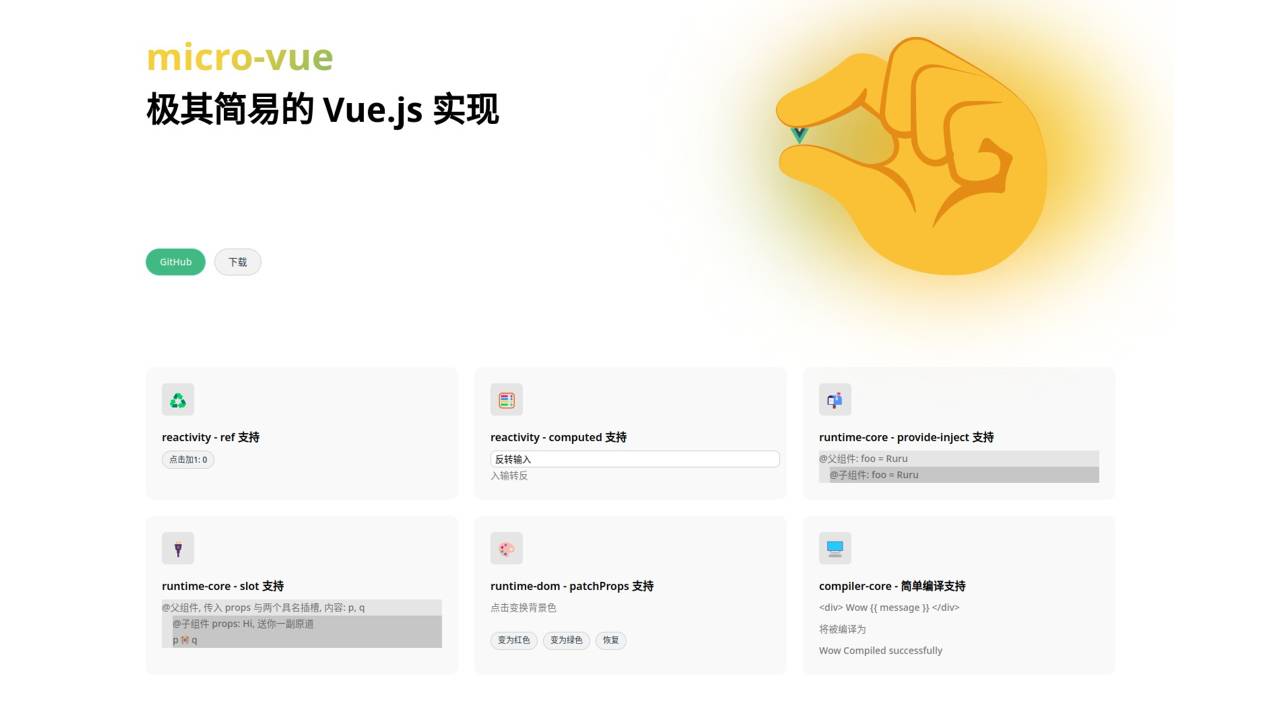 micro-vue
极其简易的 Vue.js 实现
GitHub
下载
reactivity - ref 支持
点击加1: 0
reactivity - computed 支持
反转输入
入输转反
runtime-core - provide-inject 支持
@父组件: foo = Ruru
@子组件: foo = Ruru
runtime-core - slot 支持
@父组件, 传入 props 与两个具名插槽, 内容: p, q
@子组件 props: Hi, 送你一副原道
p q
runtime-dom - patchProps 支持
点击变换背景色
变为红色
变为绿色
恢复
compiler-core - 简单编译支持
<div> Wow {{ message }} </div>
将被编译为
Wow Compiled successfully